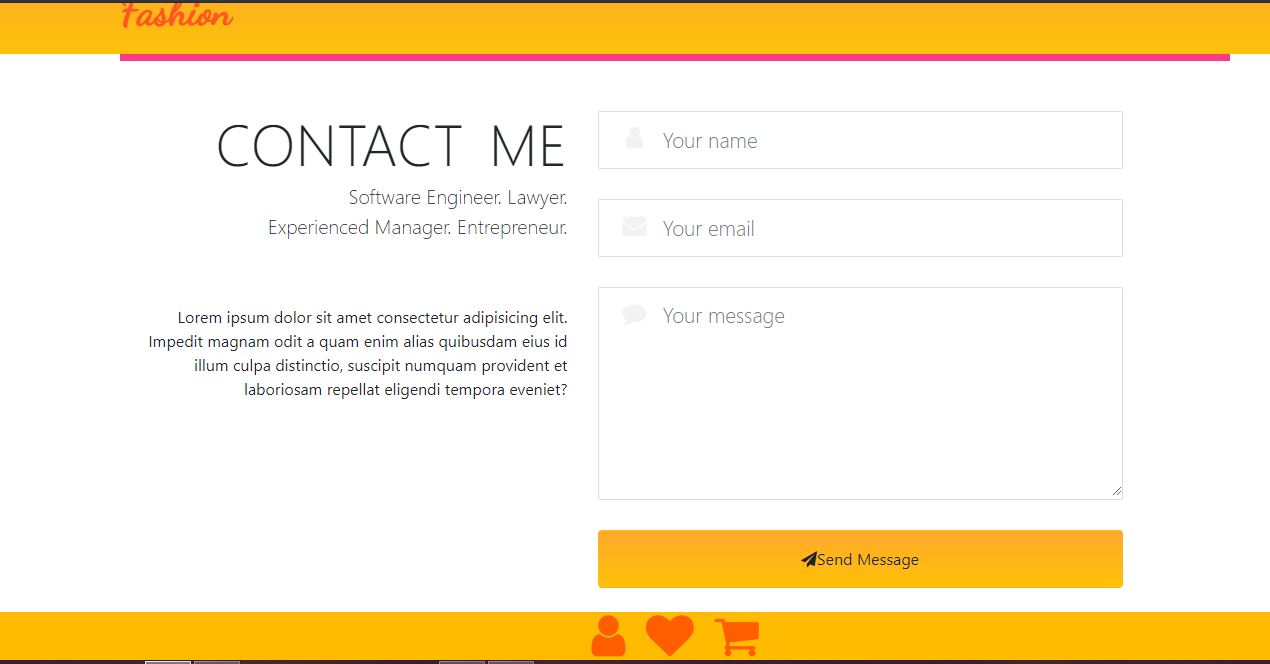 Fashion
CONTACT ME
Software Engineer. Lawyer.
Experienced Manager. Entrepreneur.
Lorem ipsum dolor sit amet consectetur adipisicing elit.
Impedit magnam odit a quam enim alias quibusdam eius id
illum culpa distinctio, suscipit numquam provident et
laboriosam repellat eligendi tempora eveniet?
Your name
Your email
Your message
Send Message